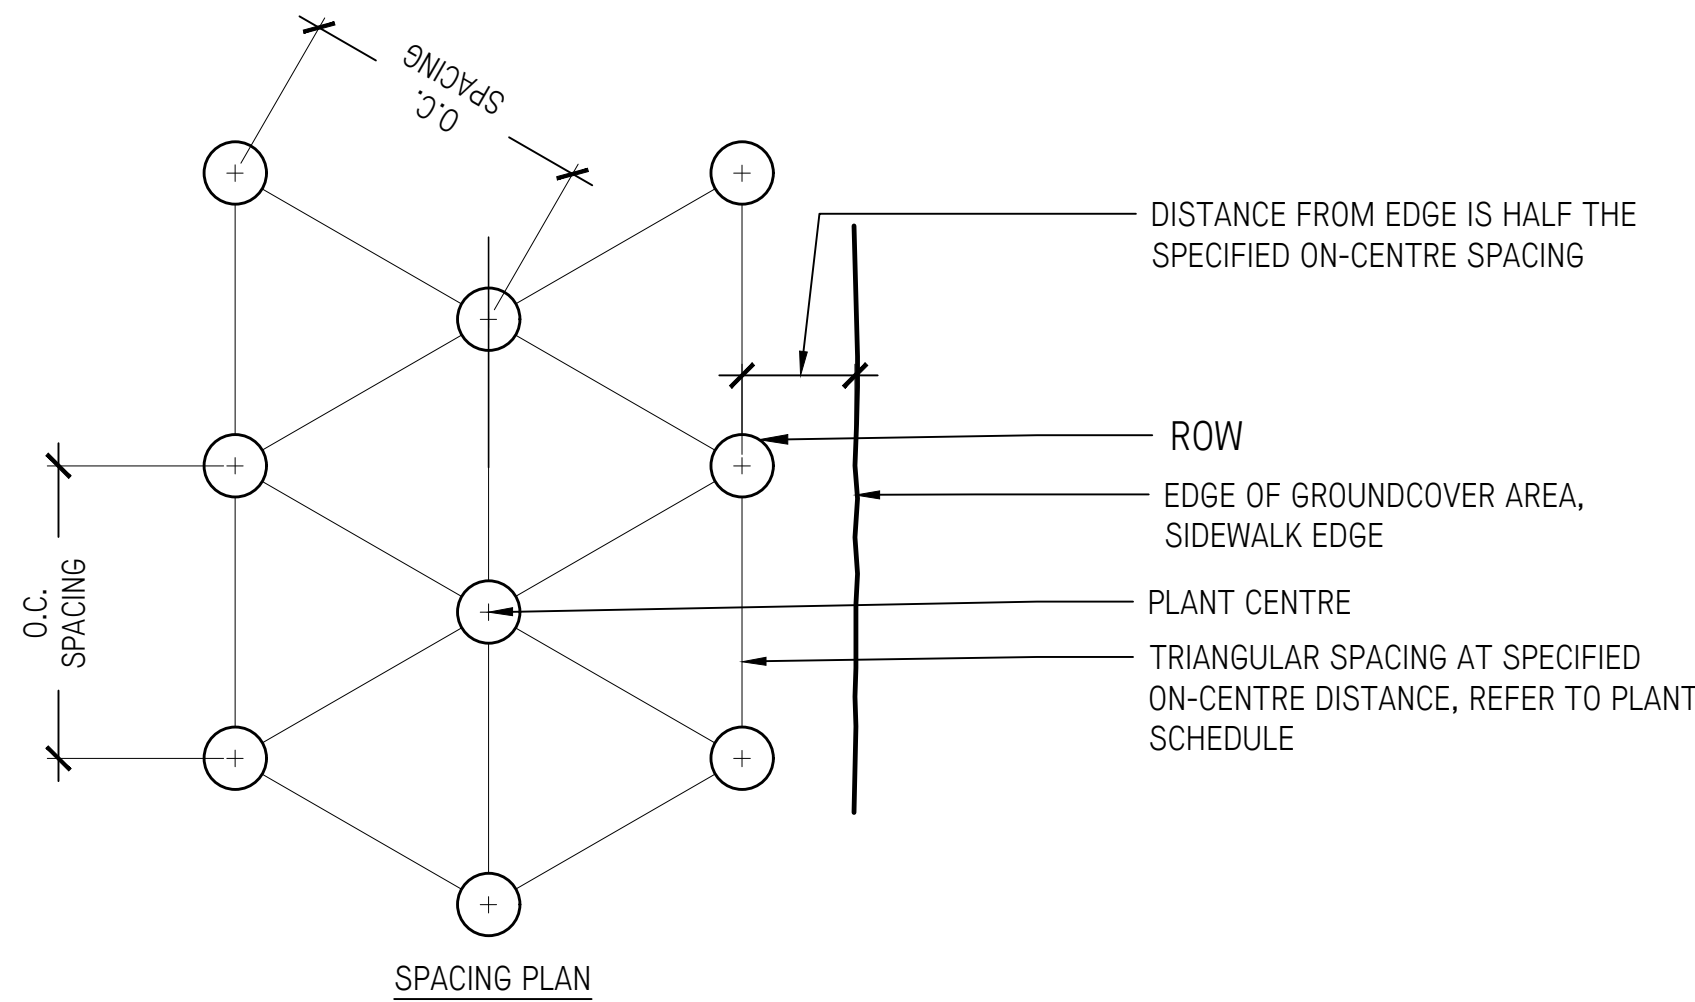 O.C.
SPACING
DISTANCE FROM EDGE IS HALF THE
SPECIFIED ON-CENTRE SPACING
ROW
EDGE OF GROUNDCOVER AREA,
SIDEWALK EDGE
O.C.
SPACING
PLANT CENTRE
TRIANGULAR SPACING AT SPECIFIED
ON-CENTRE DISTANCE, REFER TO PLANT
SCHEDULE
SPACING PLAN